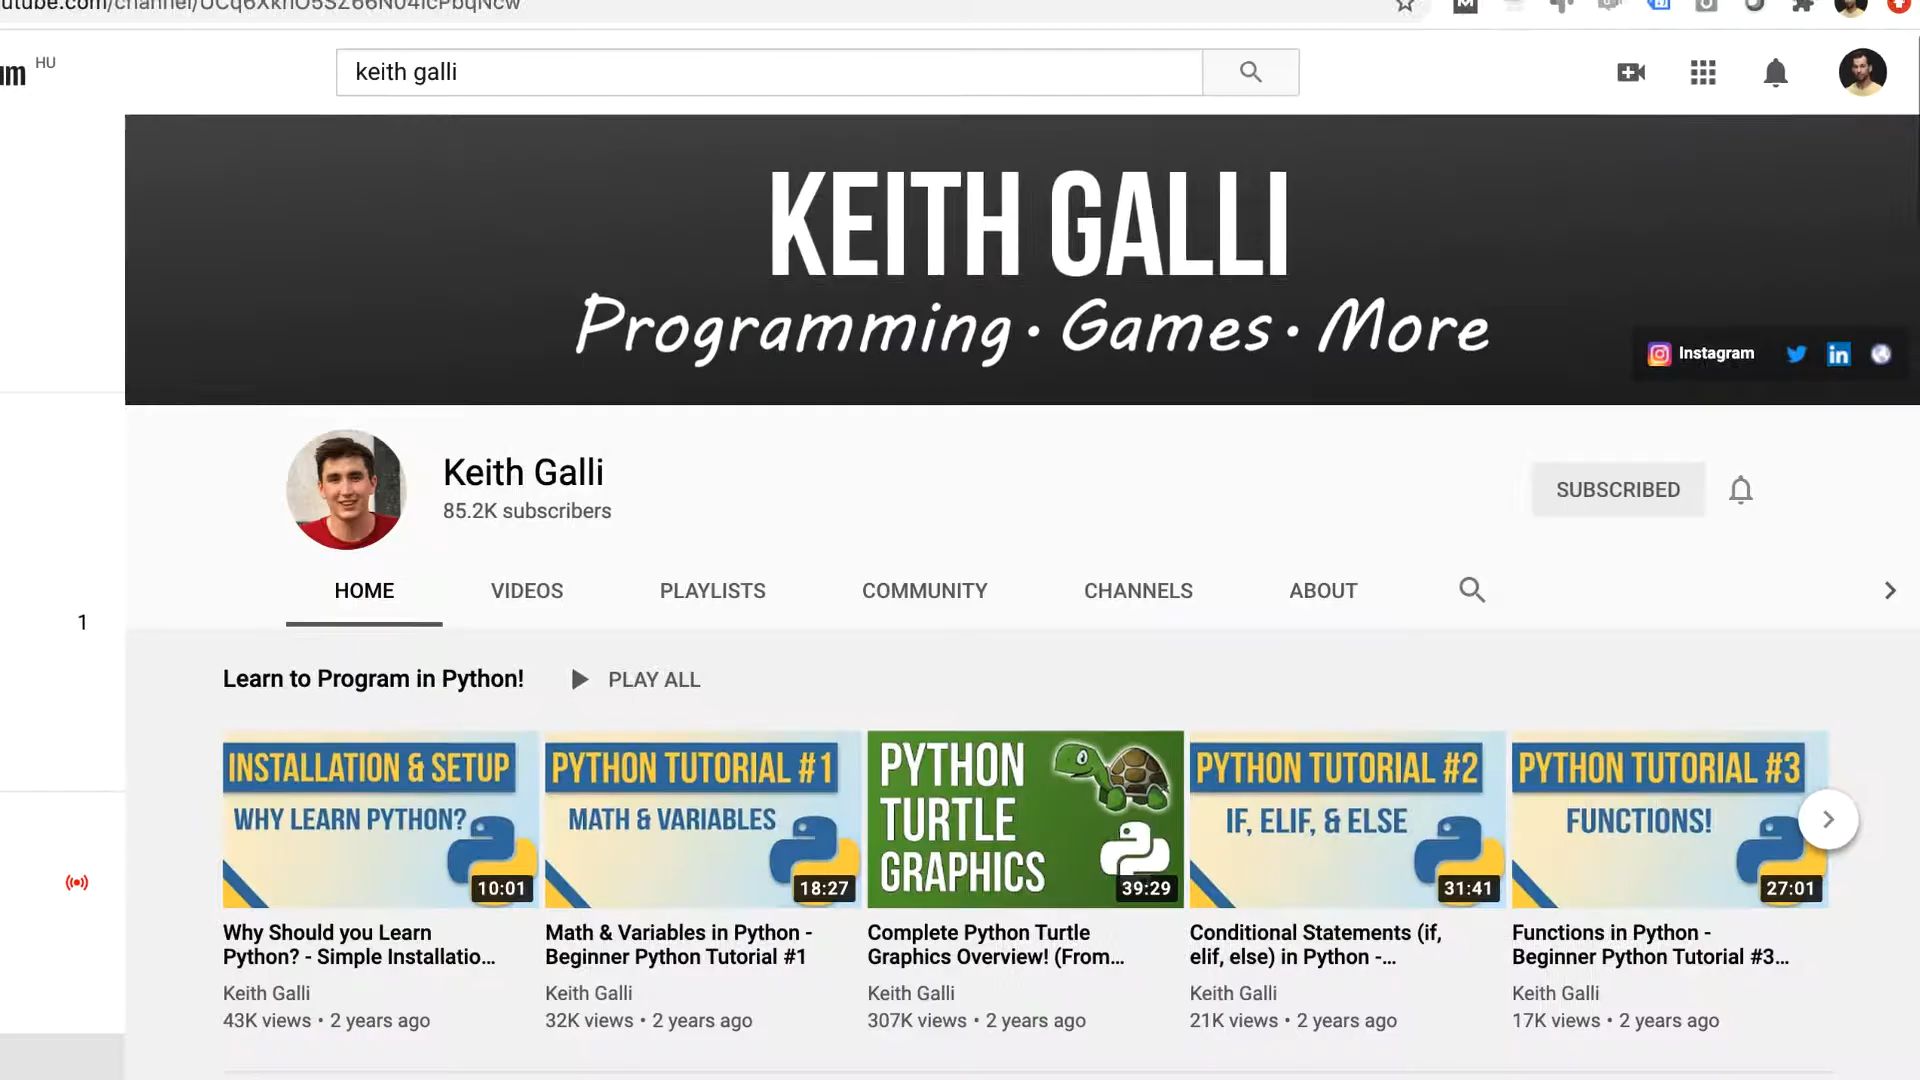 HU
keith galli
KEITH GALLI
Programming · Games · More
Instagram
Keith Galli
85.2K subscribers
SUBSCRIBED
HOME VIDEOS PLAYLISTS COMMUNITY CHANNELS ABOUT
1
Learn to Program in Python! PLAY ALL
INSTALLATION & SETUP
WHY LEARN PYTHON?
10:01
PYTHON TUTORIAL #1
MATH & VARIABLES
18:27
PYTHON
TURTLE
GRAPHICS
39:29
PYTHON TUTORIAL #2
IF, ELIF, & ELSE
31:41
PYTHON TUTORIAL #3
FUNCTIONS!
27:01
Why Should you Learn
Python? - Simple Installatio...
Keith Galli
43K views • 2 years ago
Math & Variables in Python -
Beginner Python Tutorial #1
Keith Galli
32K views • 2 years ago
Complete Python Turtle
Graphics Overview! (From...
Keith Galli
307K views • 2 years ago
Conditional Statements (if,
elif, else) in Python -...
Keith Galli
21K views • 2 years ago
Functions in Python -
Beginner Python Tutorial #3...
Keith Galli
17K views • 2 years ago